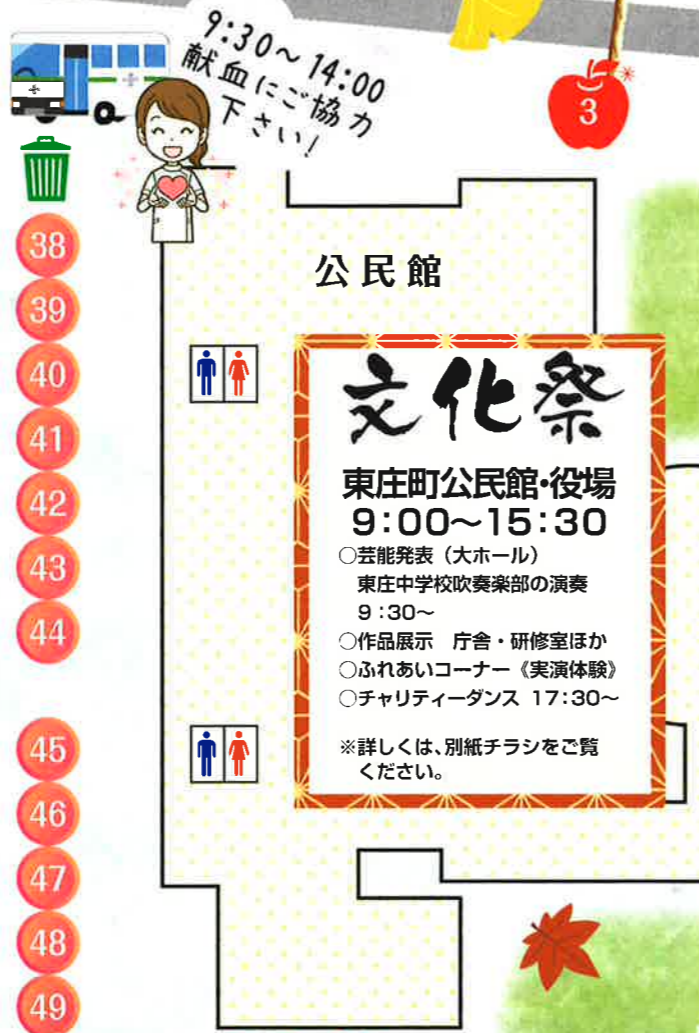 9:30～14:00
献血にご協力
下さい!
3
38
39
40
41
42
43
44
45
46
47
48
49
公民館
文化祭
東庄町公民館・役場
9:00～15:30
○芸能発表（大ホール）
東庄中学校吹奏楽部の演奏
9：30～
○作品展示　庁舎・研修室ほか
○ふれあいコーナー《実演体験》
○チャリティーダンス 17：30～
※詳しくは、別紙チラシをご覧
ください。